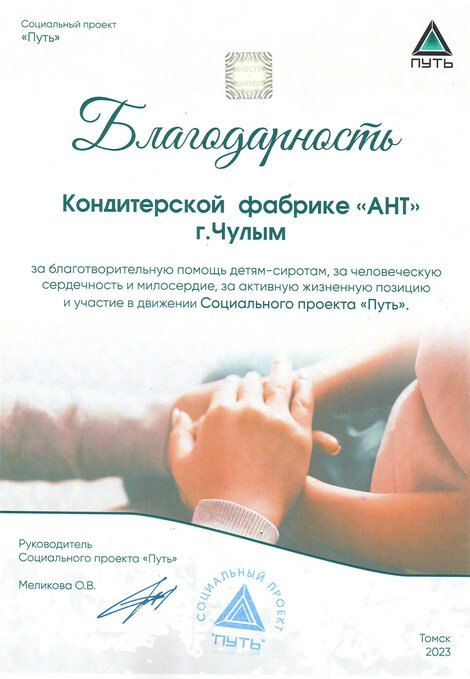 Социальный проект
«Путь»
ПУТЬ
Благодарность
Кондитерской фабрике «АНТ»
г.Чулым
за благотворительную помощь детям-сиротам, за человеческую
сердечность и милосердие, за активную жизненную позицию
и участие в движении Социального проекта «Путь».
Руководитель
Социального проекта «Путь»
Меликова О.В.
СОЦИАЛЬНЫЙ ПРОЕКТ
"ПУТЬ"
Томск
2023